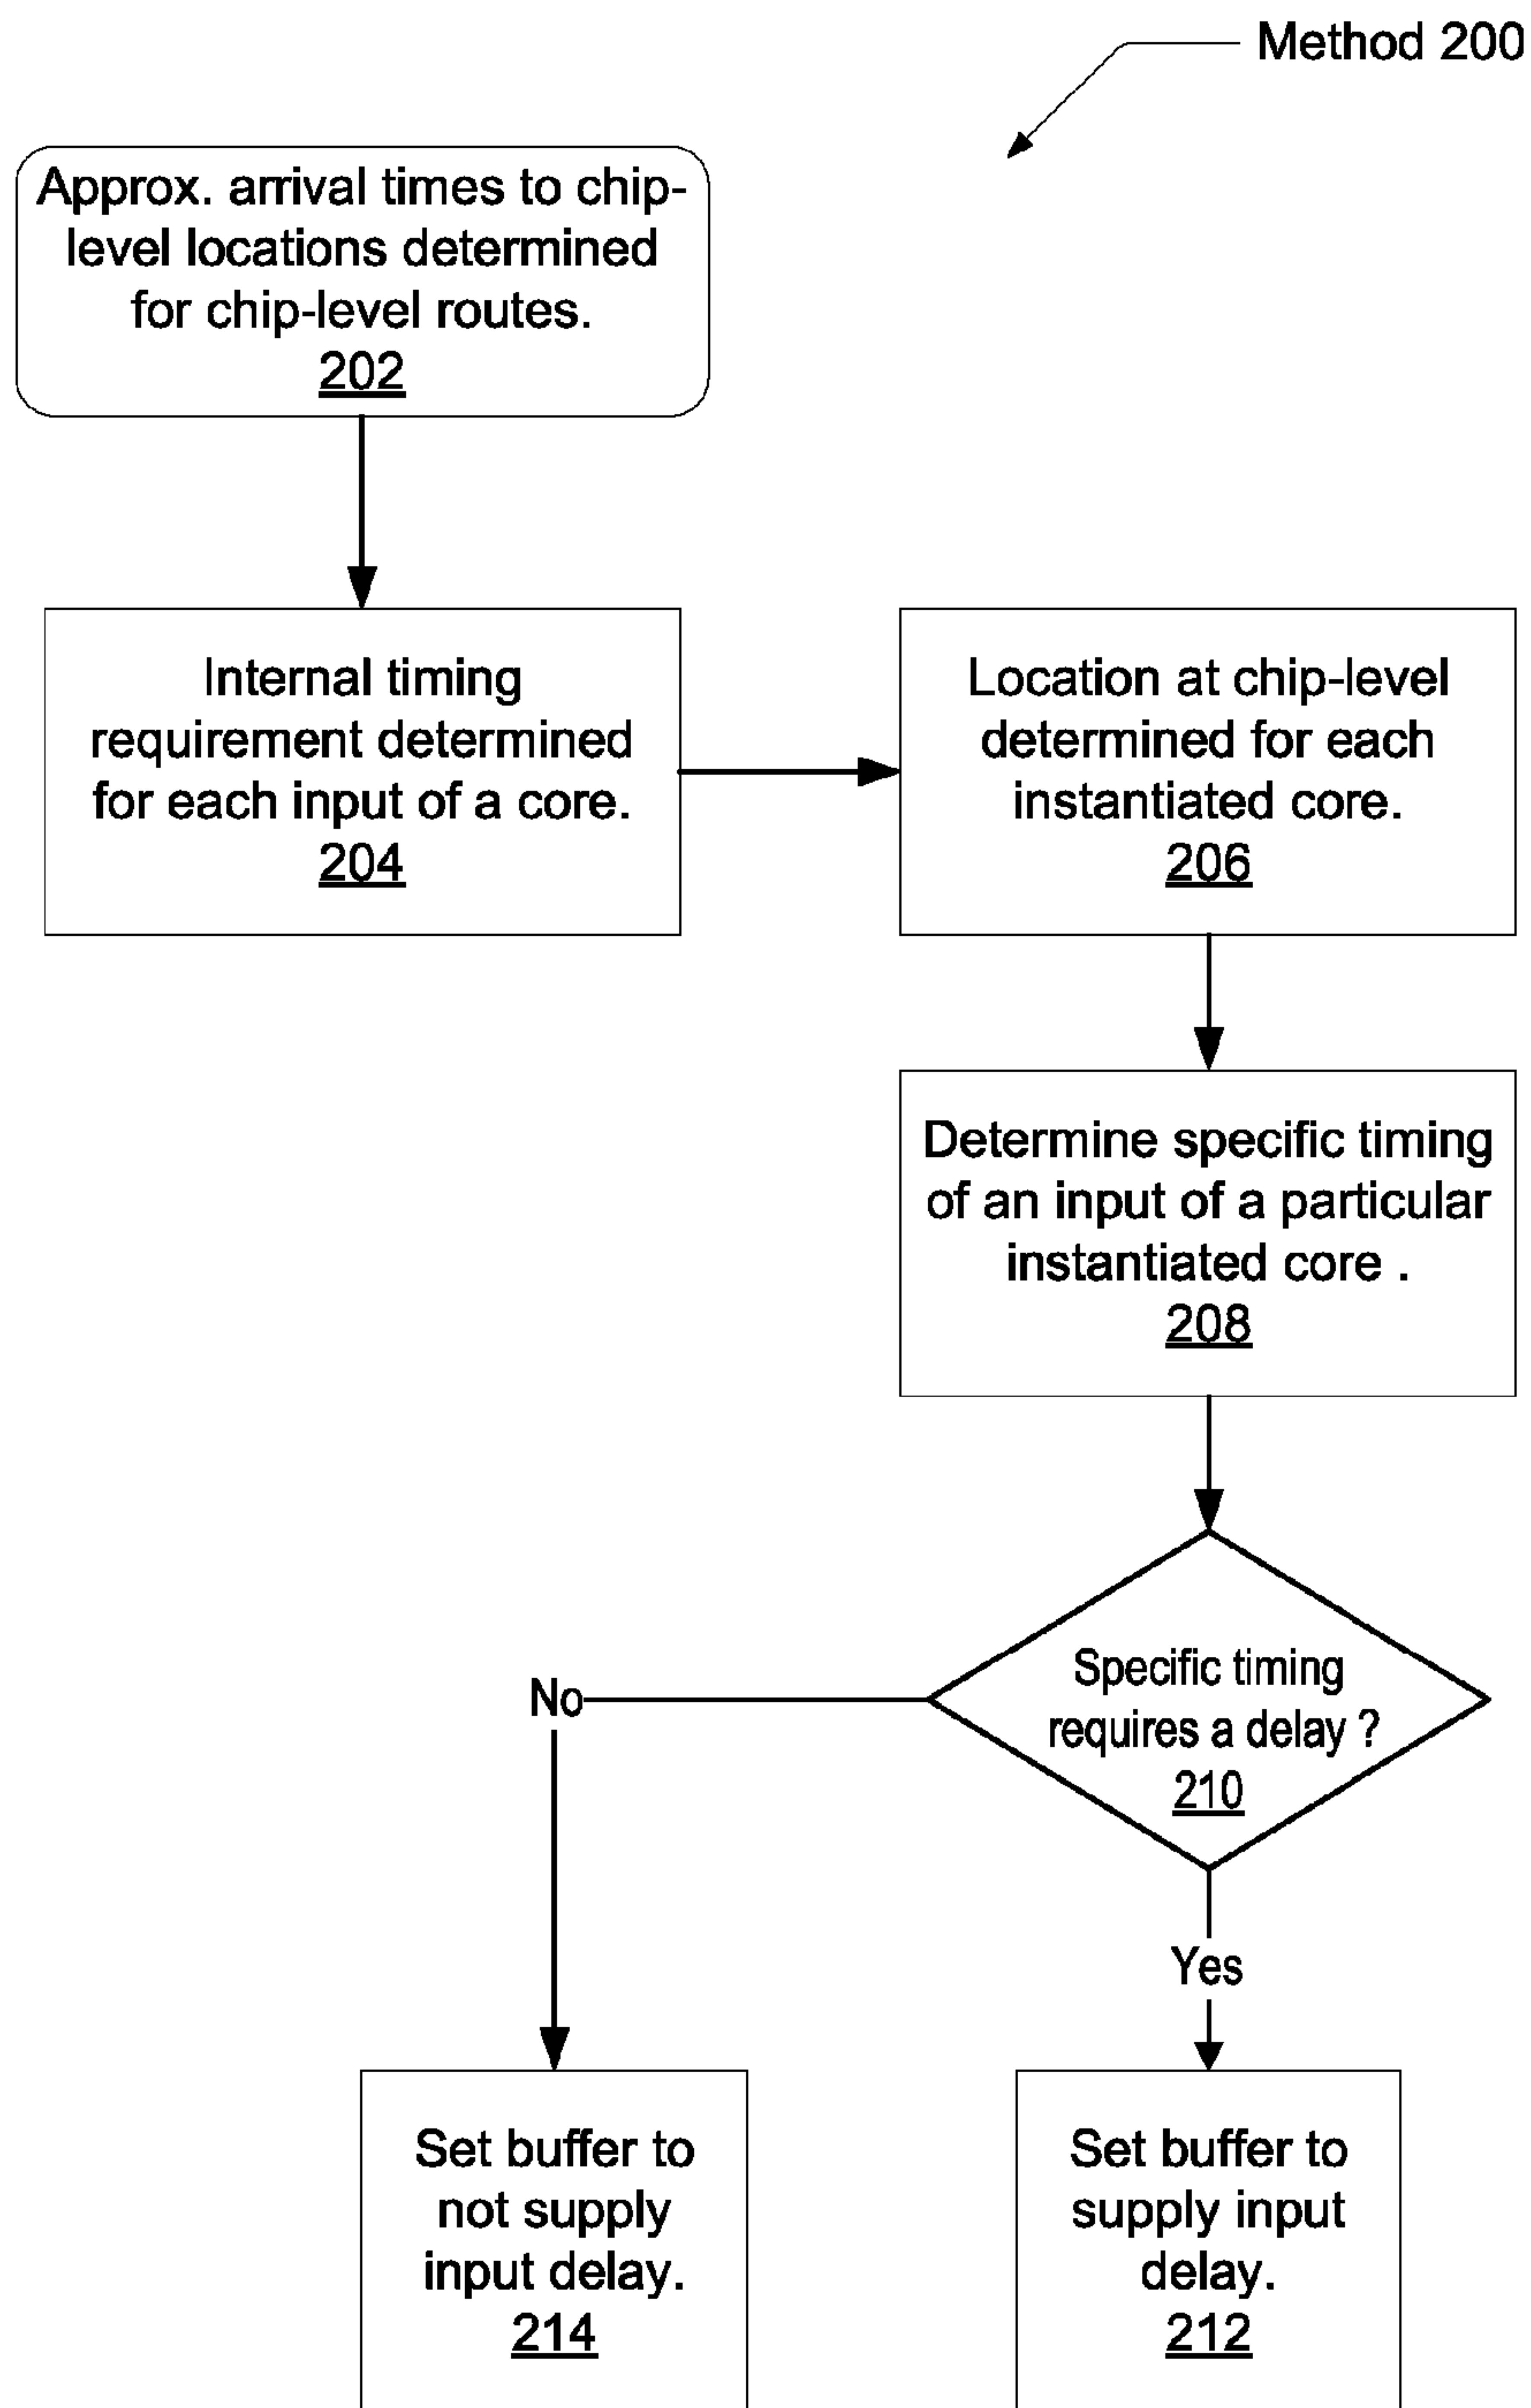 Method 200
Approx. arrival times to chip-
level locations determined
for chip-level routes.
202
Internal timing
requirement determined
for each input of a core.
204
Location at chip-level
determined for each
instantiated core.
206
Determine specific timing
of an input of a particular
instantiated core .
208
Specific timing
requires a delay ?
210
No
Yes
Set buffer to
not supply
input delay.
214
Set buffer to
supply input
delay.
212